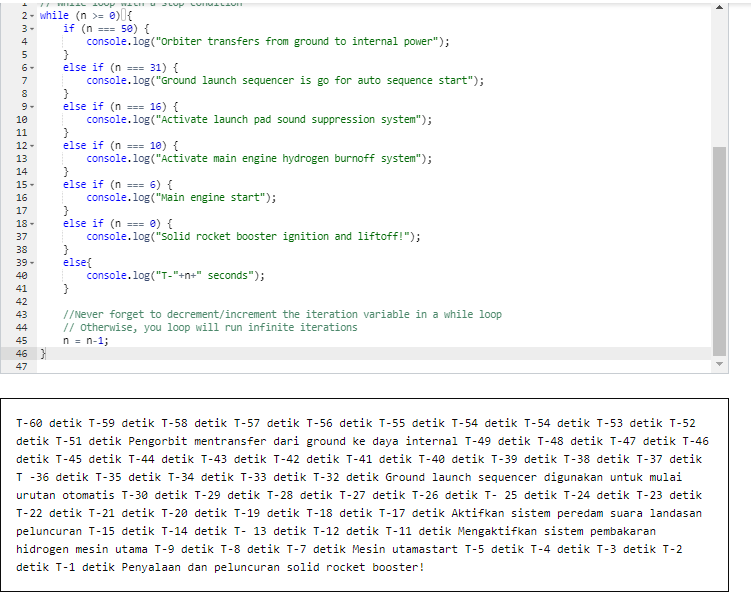 1 // While loop with a stop condition
2 while (n >= 0){
3 if (n === 50) {
4 console.log("Orbiter transfers from ground to internal power");
5 }
6 else if (n === 31) {
7 console.log("Ground launch sequencer is go for auto sequence start");
8 }
9 else if (n === 16) {
10 console.log("Activate launch pad sound suppression system");
11 }
12 else if (n === 10) {
13 console.log("Activate main engine hydrogen burnoff system");
14 }
15 else if (n === 6) {
16 console.log("Main engine start");
17 }
18 else if (n === 0) {
37 console.log("Solid rocket booster ignition and liftoff!");
38 }
39 else{
40 console.log("T-"+n+" seconds");
41 }
42
43 //Never forget to decrement/increment the iteration variable in a while loop
44 // Otherwise, you loop will run infinite iterations
45 n = n-1;
46 }
47
T-60 detik T-59 detik T-58 detik T-57 detik T-56 detik T-55 detik T-54 detik T-54 detik T-53 detik T-52
detik T-51 detik Pengorbit mentransfer dari ground ke daya internal T-49 detik T-48 detik T-47 detik T-46
detik T-45 detik T-44 detik T-43 detik T-42 detik T-41 detik T-40 detik T-39 detik T-38 detik T-37 detik
T -36 detik T-35 detik T-34 detik T-33 detik T-32 detik Ground launch sequencer digunakan untuk mulai
urutan otomatis T-30 detik T-29 detik T-28 detik T-27 detik T-26 detik T- 25 detik T-24 detik T-23 detik
T-22 detik T-21 detik T-20 detik T-19 detik T-18 detik T-17 detik Aktifkan sistem peredam suara landasan
peluncuran T-15 detik T-14 detik T- 13 detik T-12 detik T-11 detik Mengaktifkan sistem pembakaran
hidrogen mesin utama T-9 detik T-8 detik T-7 detik Mesin utamastart T-5 detik T-4 detik T-3 detik T-2
detik T-1 detik Penyalaan dan peluncuran solid rocket booster!